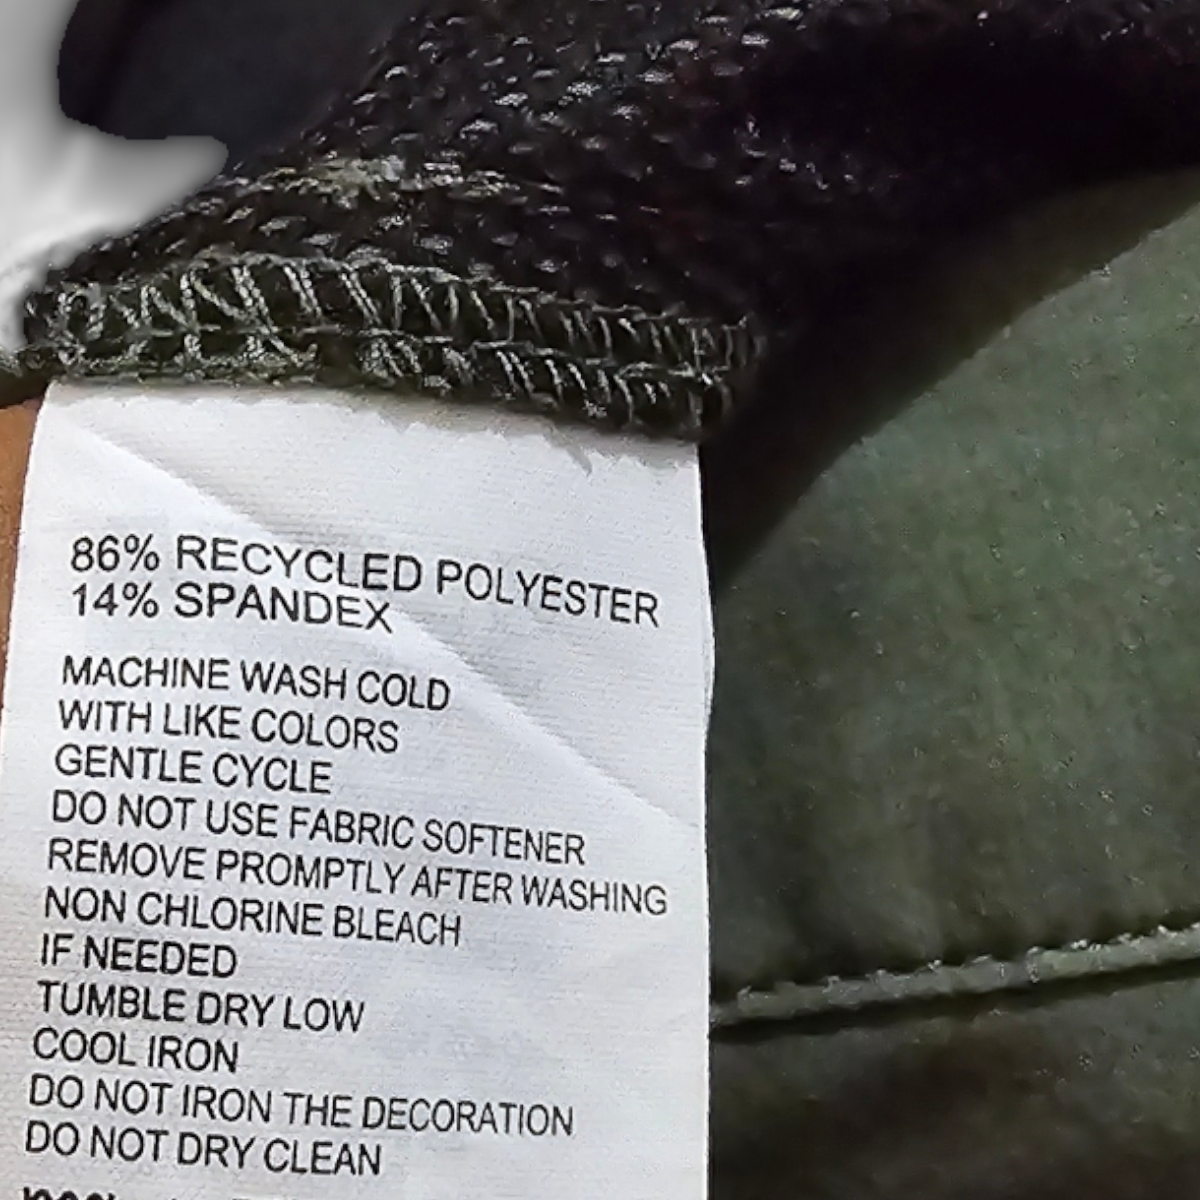 86% RECYCLED POLYESTER
14% SPANDEX
MACHINE WASH COLD
WITH LIKE COLORS
GENTLE CYCLE
DO NOT USE FABRIC SOFTENER
REMOVE PROMPTLY AFTER WASHING
NON CHLORINE BLEACH
IF NEEDED
TUMBLE DRY LOW
COOL IRON
DO NOT IRON THE DECORATION
DO NOT DRY CLEAN